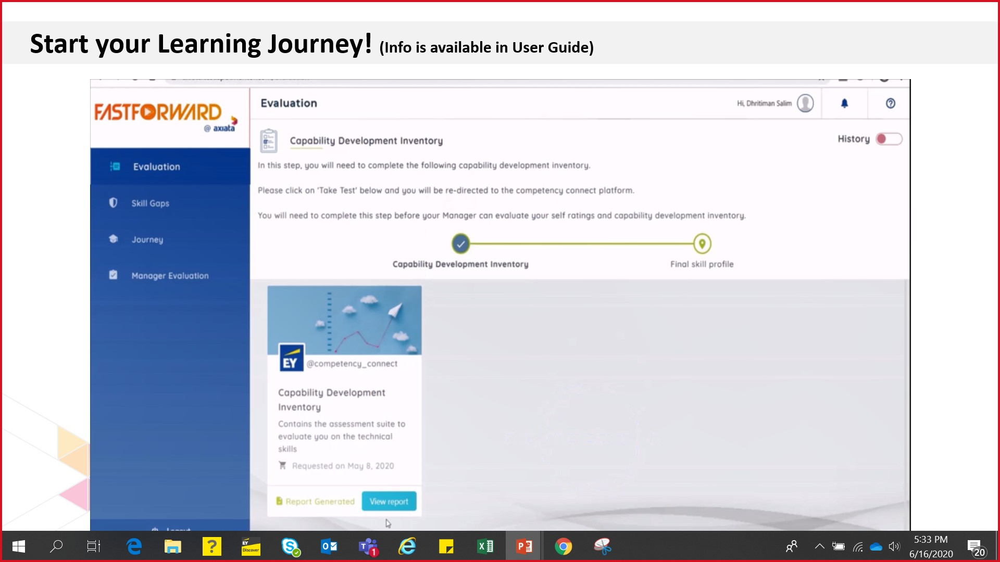 Start your Learning Journey! (Info is available in User Guide)
FASTFORWARD
@ axiata
Evaluation
Hi, Dhritiman Salim
Evaluation
Skill Gaps
Journey
Manager Evaluation
Logout
Capability Development Inventory
History
In this step, you will need to complete the following capability development inventory.
Please click on 'Take Test' below and you will be re-directed to the competency connect platform.
You will need to complete this step before your Manager can evaluate your self ratings and capability development inventory.
Capability Development Inventory
Final skill profile
EY
@competency_connect
Capability Development
Inventory
Contains the assessment suite to
evaluate you on the technical
skills
Requested on May 8, 2020
Report Generated
View report
EY
Discover
1
5:33 PM
6/16/2020
20